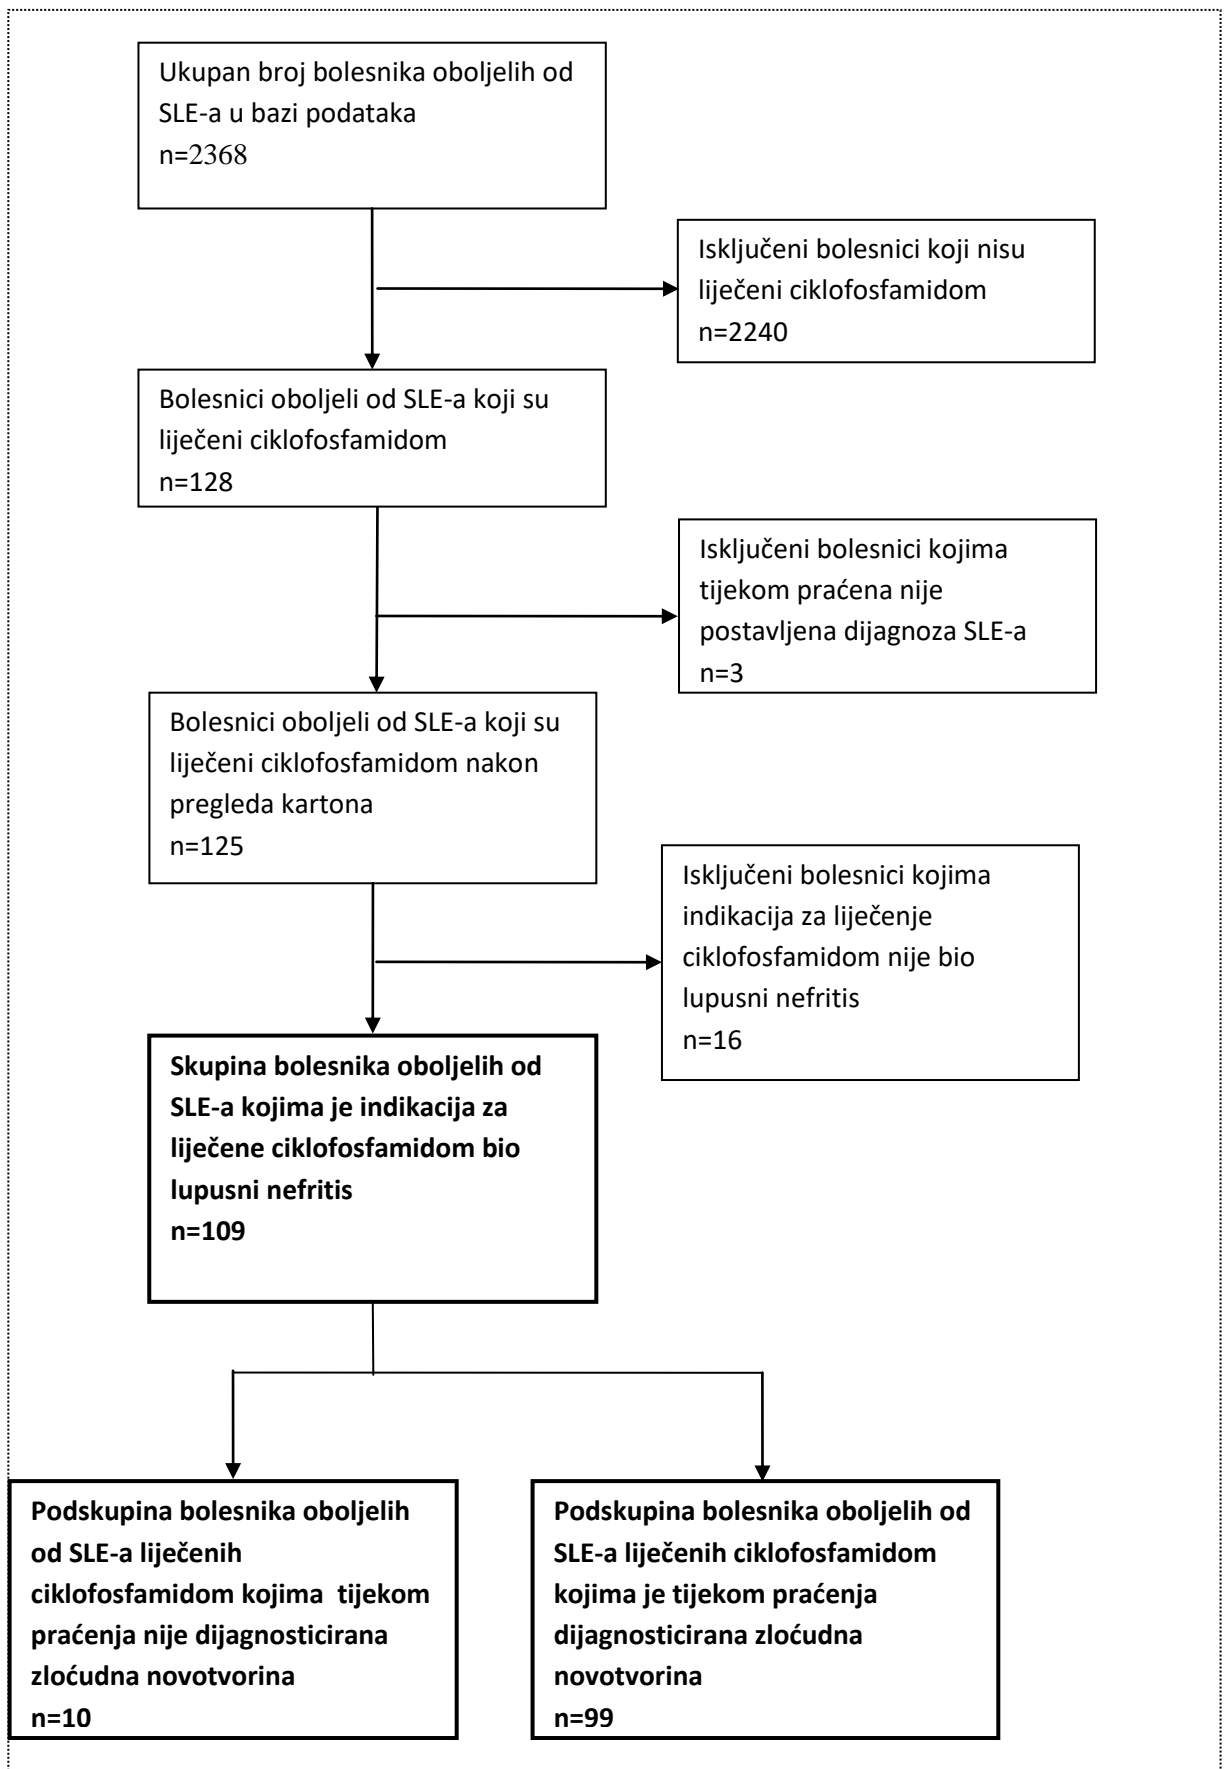 Ukupan broj bolesnika oboljelih od
SLE-a u bazi podataka
n=2368
Isključeni bolesnici koji nisu
liječeni ciklofosfamidom
n=2240
Bolesnici oboljeli od SLE-a koji su
liječeni ciklofosfamidom
n=128
Isključeni bolesnici kojima
tijekom praćena nije
postavljena dijagnoza SLE-a
n=3
Bolesnici oboljeli od SLE-a koji su
liječeni ciklofosfamidom nakon
pregleda kartona
n=125
Isključeni bolesnici kojima
indikacija za liječenje
ciklofosfamidom nije bio
lupusni nefritis
n=16
Skupina bolesnika oboljelih od
SLE-a kojima je indikacija za
liječene ciklofosfamidom bio
lupusni nefritis
n=109
Podskupina bolesnika oboljelih
od SLE-a liječenih
ciklofosfamidom kojima  tijekom
praćenja nije dijagnosticirana
zloćudna novotvorina
n=10
Podskupina bolesnika oboljelih od
SLE-a liječenih ciklofosfamidom
kojima je tijekom praćenja
dijagnosticirana zloćudna
novotvorina
n=99